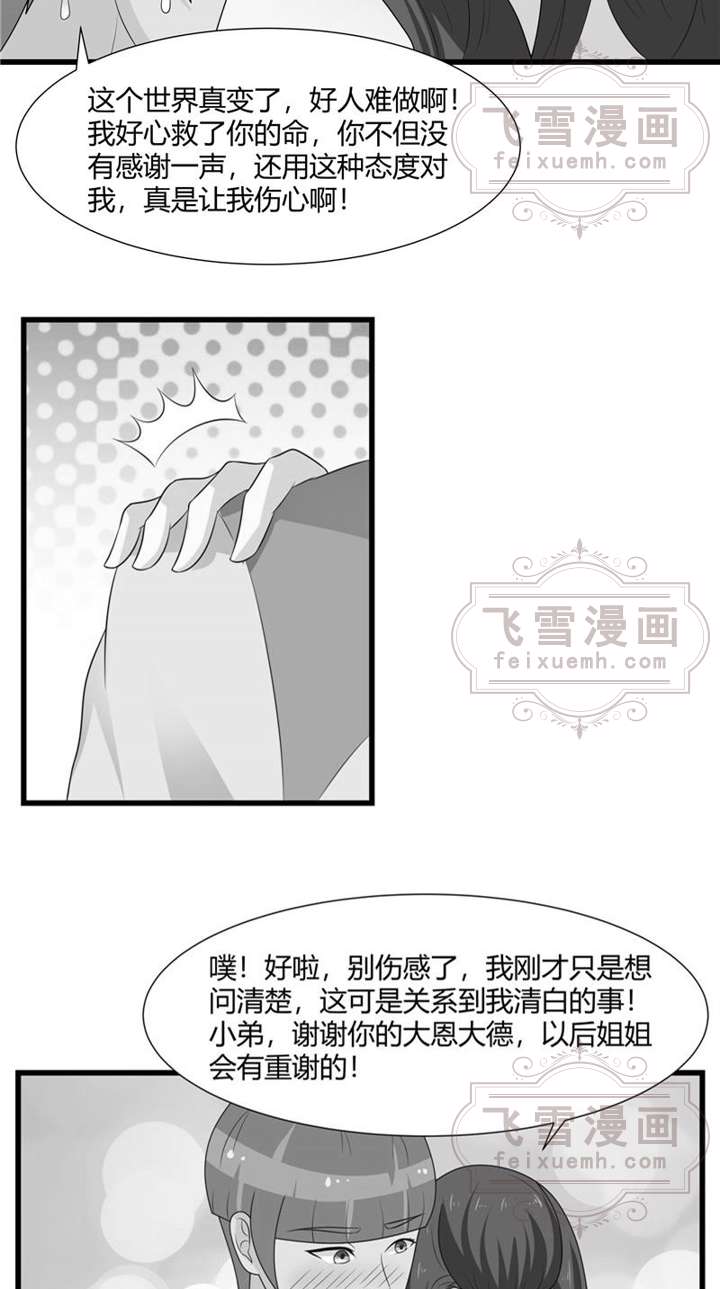 这个世界真变了，好人难做啊！
我好心救了你的命，你不但没
有感谢一声，还用这种态度对
我，真是让我伤心啊！
飞雪漫画
feixuemh.com
飞雪漫画
feixuemh.com
噗！好啦，别伤感了，我刚才只是想
问清楚，这可是关系到我清白的事！
小弟，谢谢你的大恩大德，以后姐姐
会有重谢的！
飞雪漫画
feixuemh.com